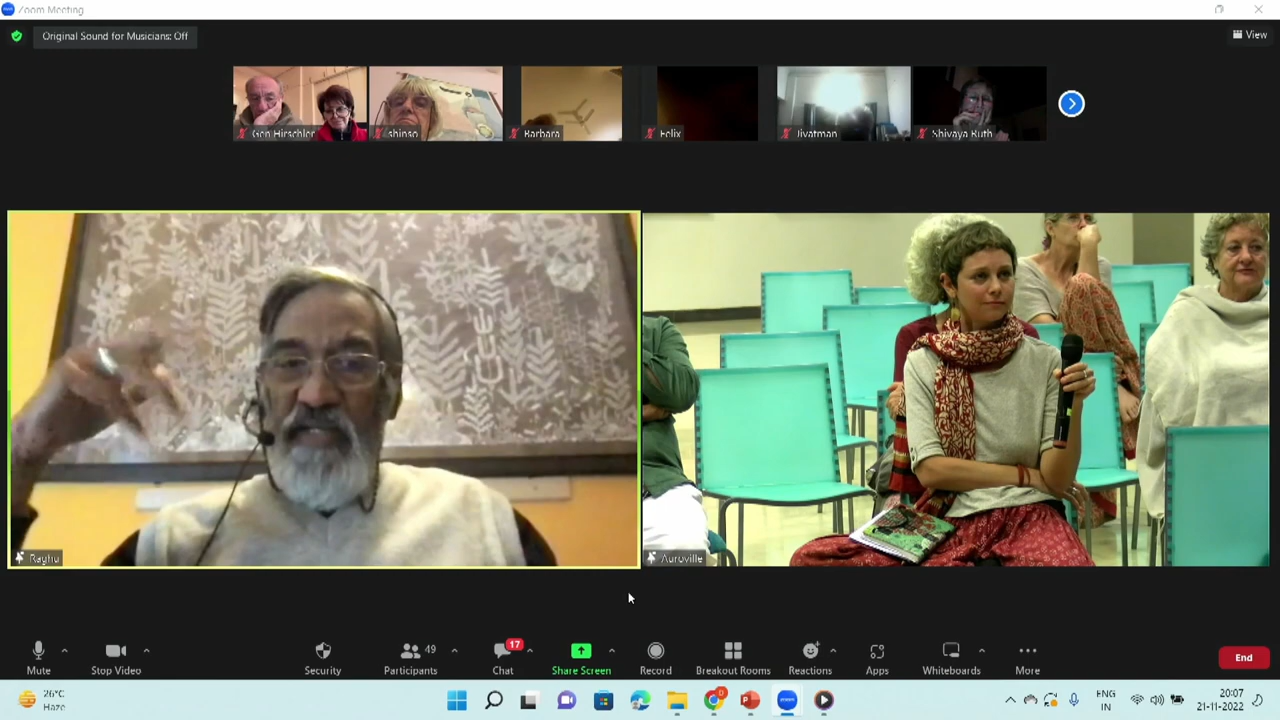 Zoom Meeting
Original Sound for Musicians: Off
View
Gen Hirschler
shinso
Barbara
Felix
Jivatman
Shivaya Ruth
Raghu
Auroville
49
17
Mute
Stop Video
Security
Participants
Chat
Share Screen
Record
Breakout Rooms
Reactions
Apps
Whiteboards
More
End
26°C
Haze
D
ENG
IN
20:07
21-11-2022